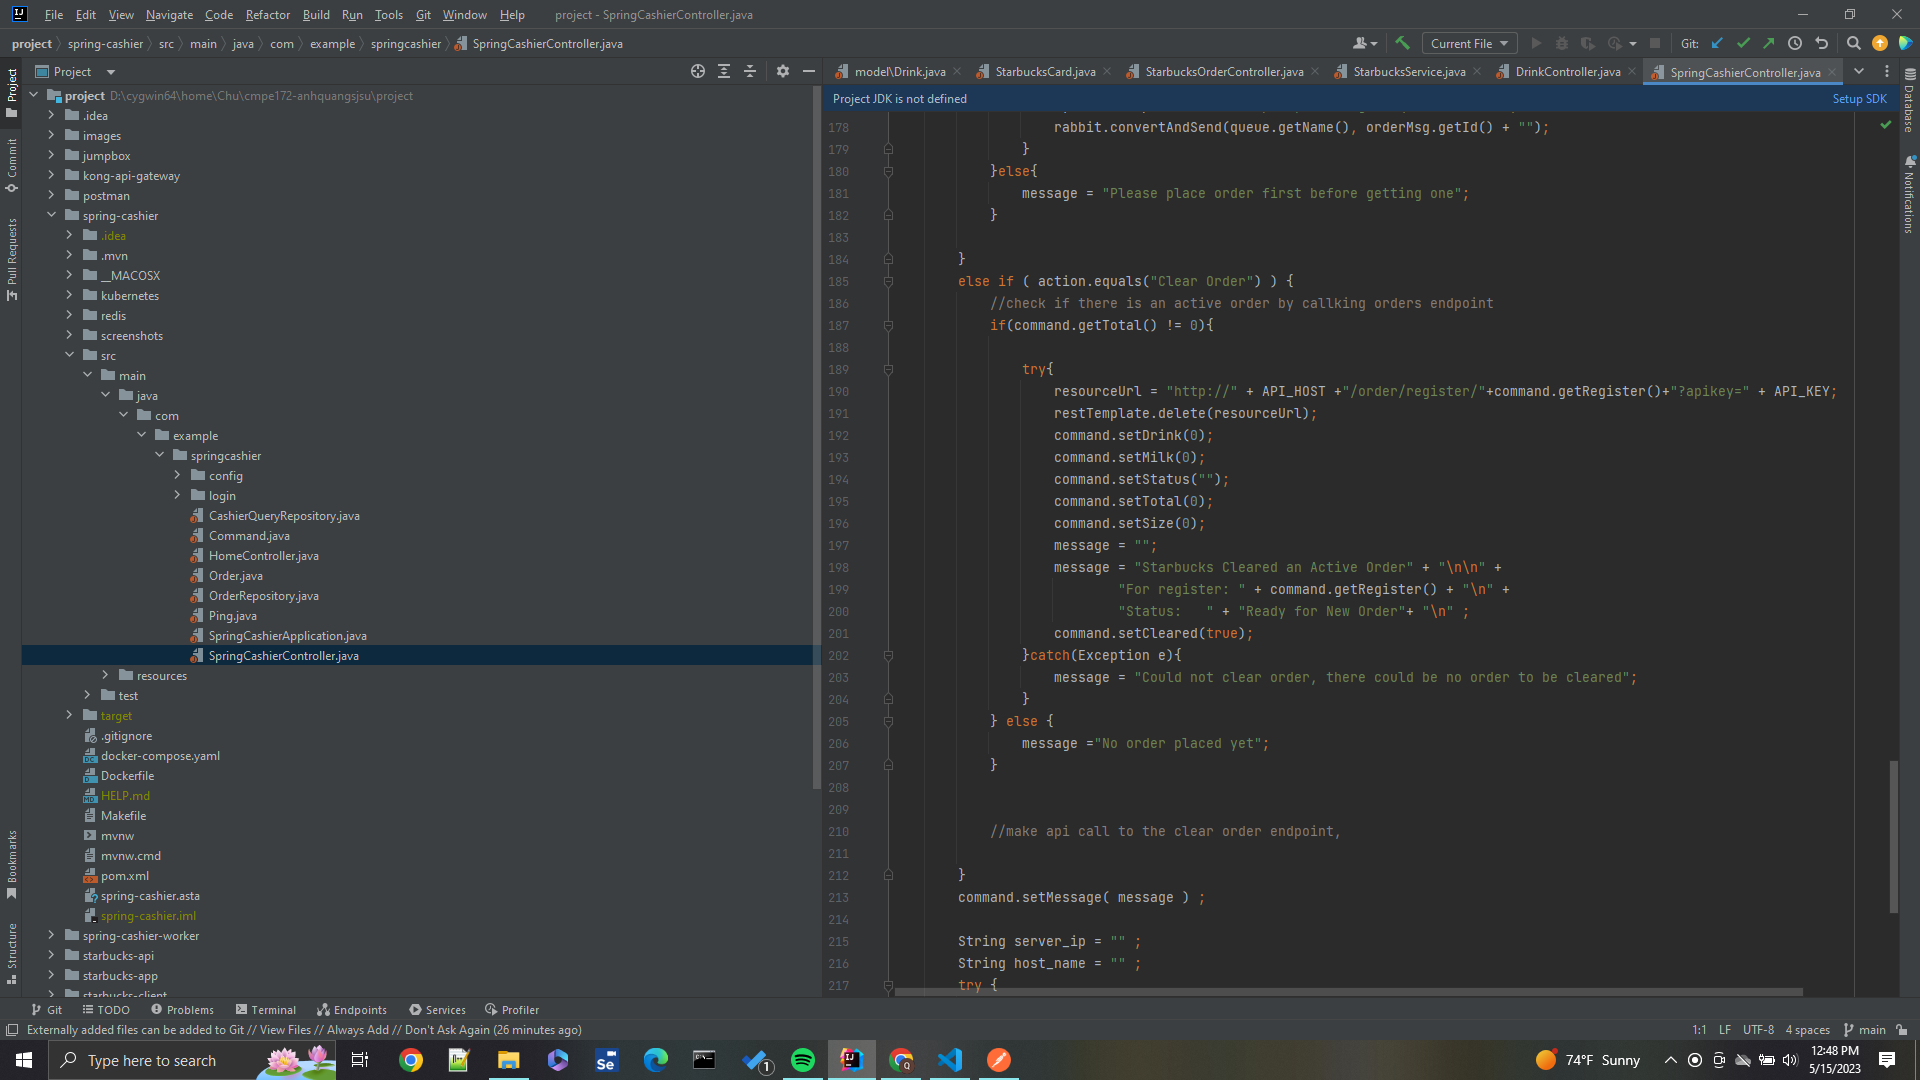 File Edit View Navigate Code Refactor Build Run Tools Git Window Help project - SpringCashierController.java
project spring-cashier src main java com example springcashier SpringCashierController.java
Current File Git:
Project
model\Drink.java StarbucksCard.java StarbucksOrderController.java StarbucksService.java DrinkController.java SpringCashierController.java
Project JDK is not defined Setup SDK
Project
Commit
Pull Requests
Bookmarks
Structure
project D:\cygwin64\home\Chu\cmpe172-anhquangsjsu\project
.idea
images
jumpbox
kong-api-gateway
postman
spring-cashier
.idea
.mvn
__MACOSX
kubernetes
redis
screenshots
src
main
java
com
example
springcashier
config
login
CashierQueryRepository.java
Command.java
HomeController.java
Order.java
OrderRepository.java
Ping.java
SpringCashierApplication.java
SpringCashierController.java
resources
test
target
.gitignore
docker-compose.yaml
Dockerfile
HELP.md
Makefile
mvnw
mvnw.cmd
pom.xml
spring-cashier.asta
spring-cashier.iml
spring-cashier-worker
starbucks-api
starbucks-app
starbucks-client
178 rabbit.convertAndSend(queue.getName(), orderMsg.getId() + "");
179 }
180 }else{
181 message = "Please place order first before getting one";
182 }
183
184 }
185 else if ( action.equals("Clear Order") ) {
186 //check if there is an active order by callking orders endpoint
187 if(command.getTotal() != 0){
188
189 try{
190 resourceUrl = "http://" + API_HOST +"/order/register/"+command.getRegister()+"?apikey=" + API_KEY;
191 restTemplate.delete(resourceUrl);
192 command.setDrink(0);
193 command.setMilk(0);
194 command.setStatus("");
195 command.setTotal(0);
196 command.setSize(0);
197 message = "";
198 message = "Starbucks Cleared an Active Order" + "\n\n" +
199 "For register: " + command.getRegister() + "\n" +
200 "Status:   " + "Ready for New Order"+ "\n" ;
201 command.setCleared(true);
202 }catch(Exception e){
203 message = "Could not clear order, there could be no order to be cleared";
204 }
205 } else {
206 message ="No order placed yet";
207 }
208
209
210 //make api call to the clear order endpoint,
211
212 }
213 command.setMessage( message ) ;
214
215 String server_ip = "" ;
216 String host_name = "" ;
217 try {
Database
Notifications
Git TODO Problems Terminal Endpoints Services Profiler
Externally added files can be added to Git // View Files // Always Add // Don't Ask Again (26 minutes ago) 1:1 LF UTF-8 4 spaces main
Type here to search
74°F Sunny
12:48 PM
5/15/2023